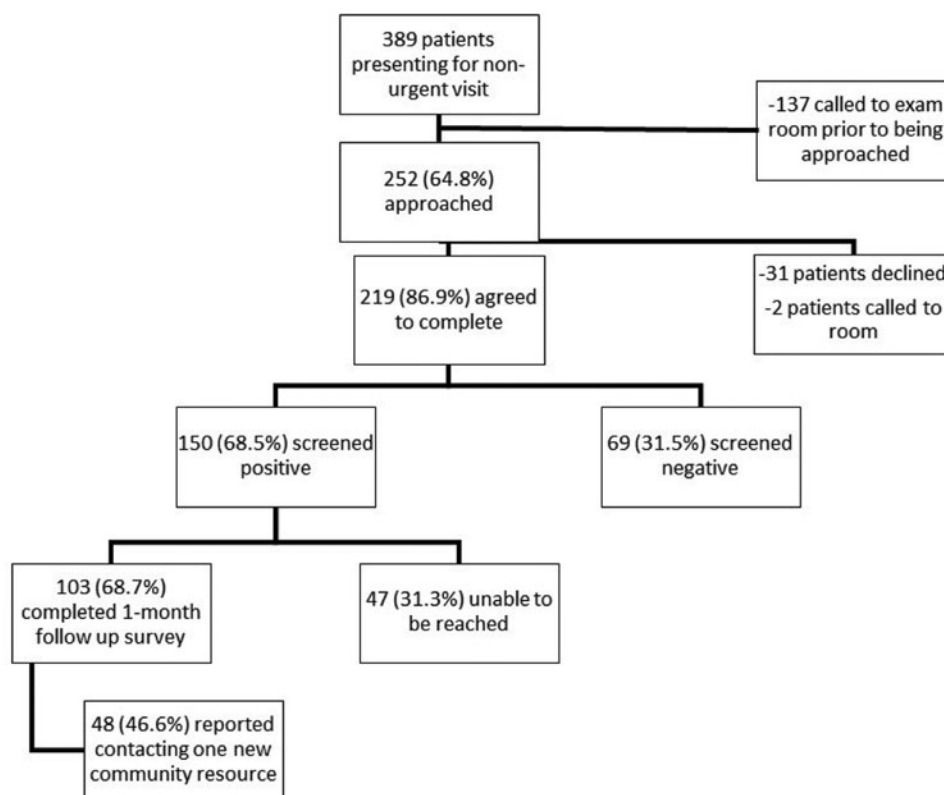 389 patients
presenting for non-
urgent visit
-137 called to exam
room prior to being
approached
252 (64.8%)
approached
-31 patients declined
-2 patients called to
room
219 (86.9%) agreed
to complete
150 (68.5%) screened
positive
69 (31.5%) screened
negative
103 (68.7%)
completed 1-month
follow up survey
47 (31.3%) unable to
be reached
48 (46.6%) reported
contacting one new
community resource